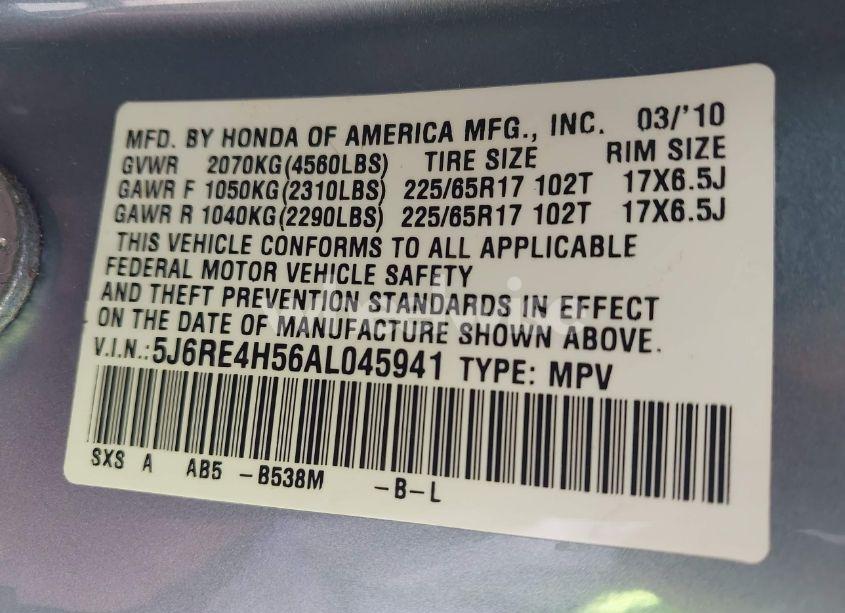 MFD. BY HONDA OF AMERICA MFG., INC. 03/'10
GVWR 2070KG(4560LBS) TIRE SIZE RIM SIZE
GAWR F 1050KG(2310LBS) 225/65R17 102T 17X6.5J
GAWR R 1040KG(2290LBS) 225/65R17 102T 17X6.5J
THIS VEHICLE CONFORMS TO ALL APPLICABLE
FEDERAL MOTOR VEHICLE SAFETY
AND THEFT PREVENTION STANDARDS IN EFFECT
ON THE DATE OF MANUFACTURE SHOWN ABOVE.
V.I.N.:5J6RE4H56AL045941 TYPE: MPV
SXS A AB5 -B538M -B-L